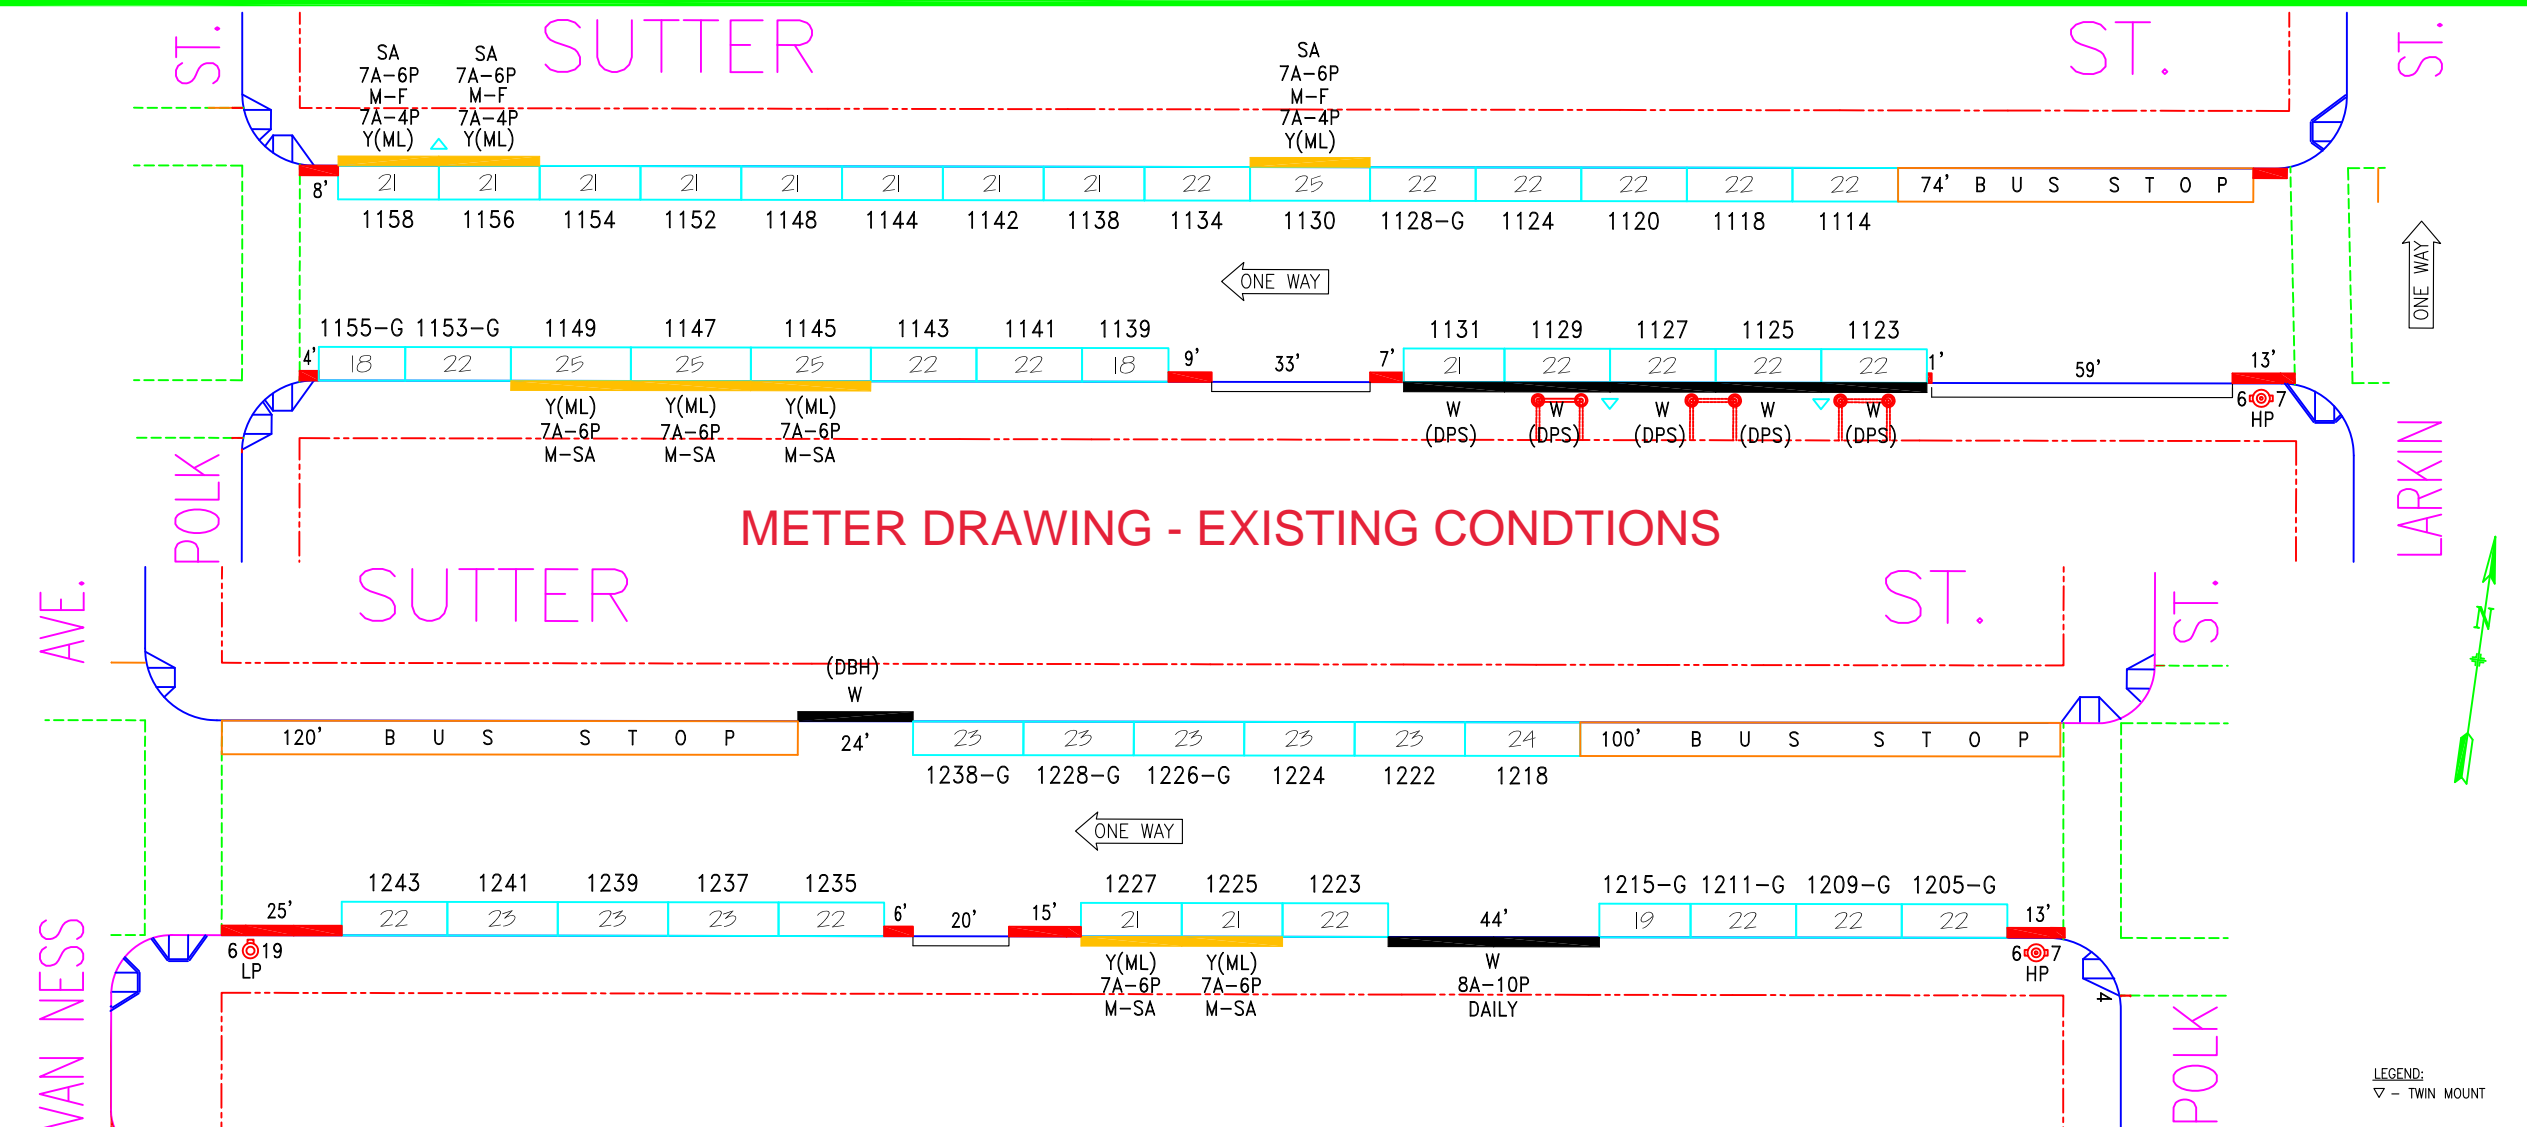 SUTTER ST.
ST.
ST.
SA
7A-6P
M-F
7A-4P
Y(ML)
SA
7A-6P
M-F
7A-4P
Y(ML)
SA
7A-6P
M-F
7A-4P
Y(ML)
8' 21 21 21 21 21 21 21 21 22 25 22 22 22 22 22 74' BUS STOP
1158 1156 1154 1152 1148 1144 1142 1138 1134 1130 1128-G 1124 1120 1118 1114
ONE WAY
ONE WAY
1155-G 1153-G 1149 1147 1145 1143 1141 1139 1131 1129 1127 1125 1123
4' 18 22 25 25 25 22 22 18 9' 33' 7' 21 22 22 22 22 1' 59' 13'
Y(ML)
7A-6P
M-SA
Y(ML)
7A-6P
M-SA
Y(ML)
7A-6P
M-SA
W
(DPS)
W
(DPS)
W
(DPS)
W
(DPS)
W
(DPS)
6 7
HP
POLK
LARKIN
METER DRAWING - EXISTING CONDTIONS
SUTTER ST.
AVE.
ST.
N
(DBH)
W
120' BUS STOP 24' 23 23 23 23 23 24 100' BUS STOP
1238-G 1228-G 1226-G 1224 1222 1218
ONE WAY
1243 1241 1239 1237 1235 1227 1225 1223 1215-G 1211-G 1209-G 1205-G
25' 22 23 23 23 22 6' 20' 15' 21 21 22 44' 19 22 22 22 13'
6 19
LP
Y(ML)
7A-6P
M-SA
Y(ML)
7A-6P
M-SA
W
8A-10P
DAILY
6 7
HP
4
VAN NESS
POLK
LEGEND:
▽ - TWIN MOUNT